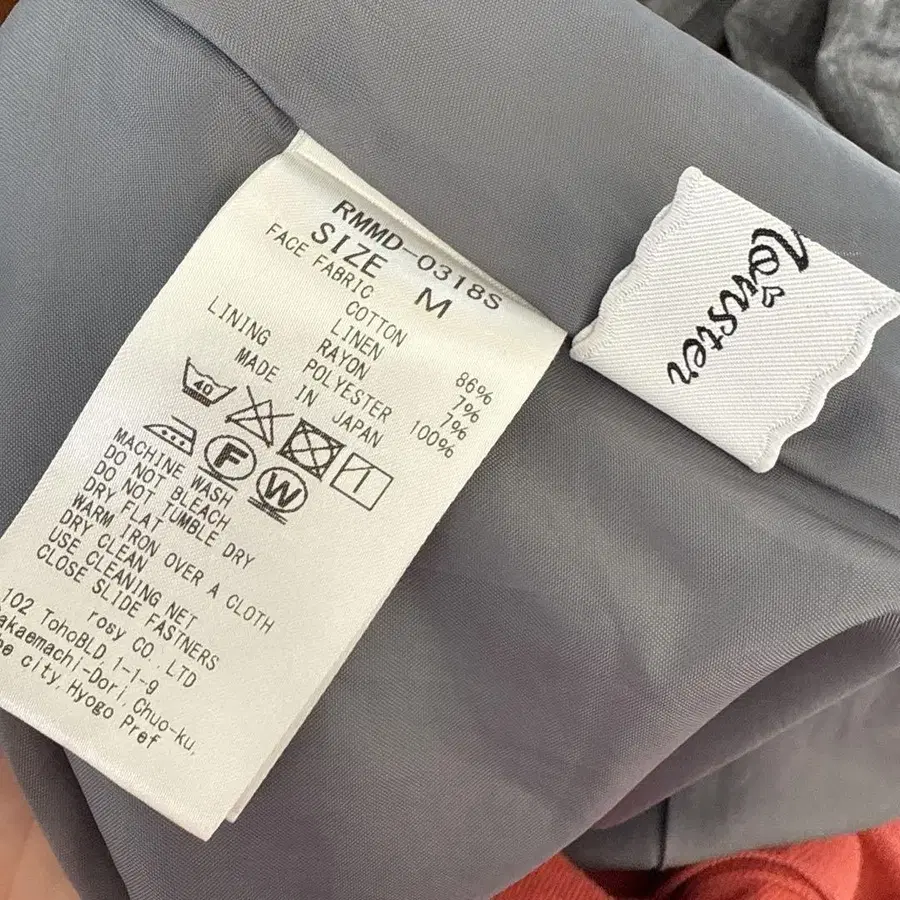 RMMD-0318S
SIZE M
FACE FABRIC
COTTON 86%
LINEN 7%
RAYON 7%
LINING POLYESTER 100%
MADE IN JAPAN
40
F W
MACHINE WASH
DO NOT BLEACH
DO NOT TUMBLE DRY
DRY FLAT
WARM IRON OVER A CLOTH
DRY CLEAN
USE CLEANING NET
CLOSE SLIDE FASTNERS
rosy CO.,LTD
102 TohoBLD,1-1-9
akaemachi-Dori, Chuo-ku,
be city, Hyogo Pref
Monster